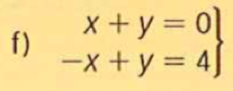 f) x + y = 0
-x + y = 4}